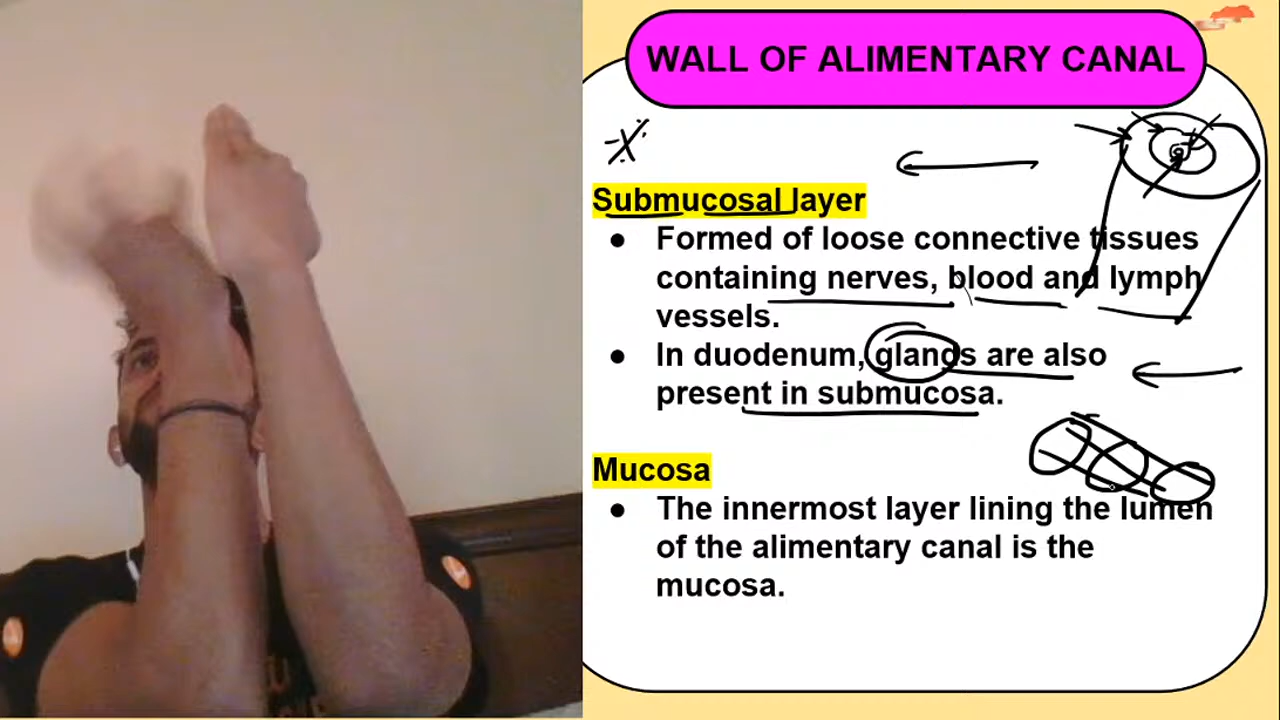 WALL OF ALIMENTARY CANAL
Submucosal layer
● Formed of loose connective tissues
containing nerves, blood and lymph
vessels.
● In duodenum, glands are also
present in submucosa.
Mucosa
● The innermost layer lining the lumen
of the alimentary canal is the
mucosa.